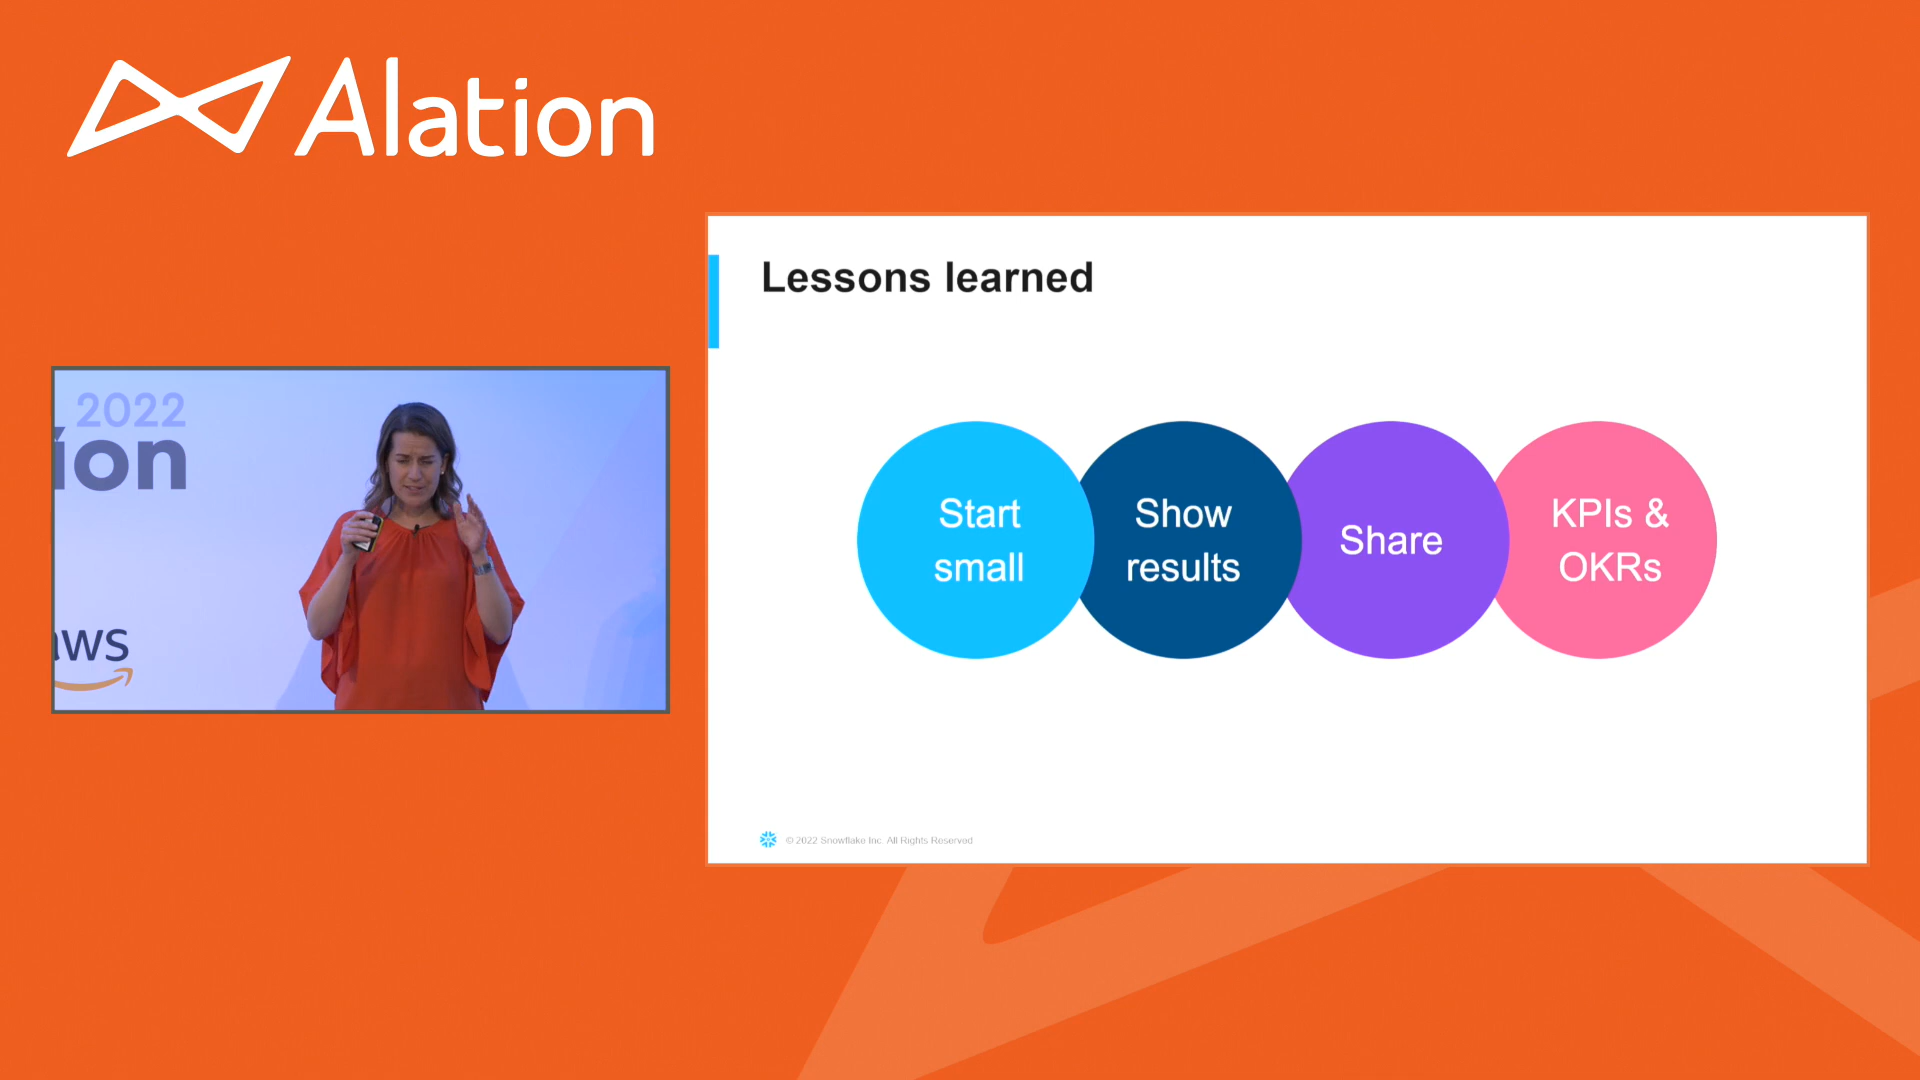 Alation
2022
ion
aws
Lessons learned
Start
small
Show
results
Share
KPIs &
OKRs
© 2022 Snowflake Inc. All Rights Reserved